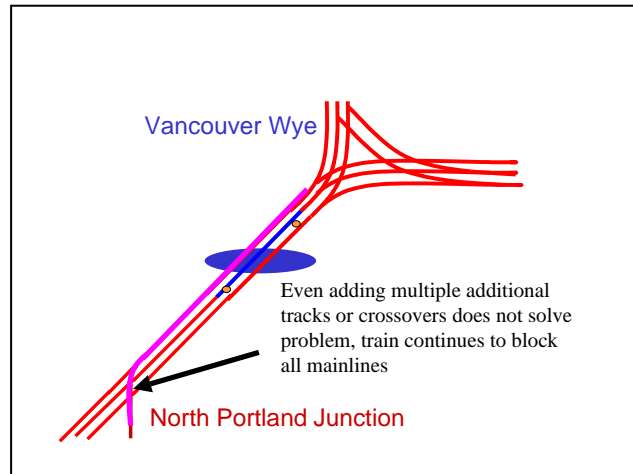 Vancouver Wye
Even adding multiple additional
tracks or crossovers does not solve
problem, train continues to block
all mainlines
North Portland Junction